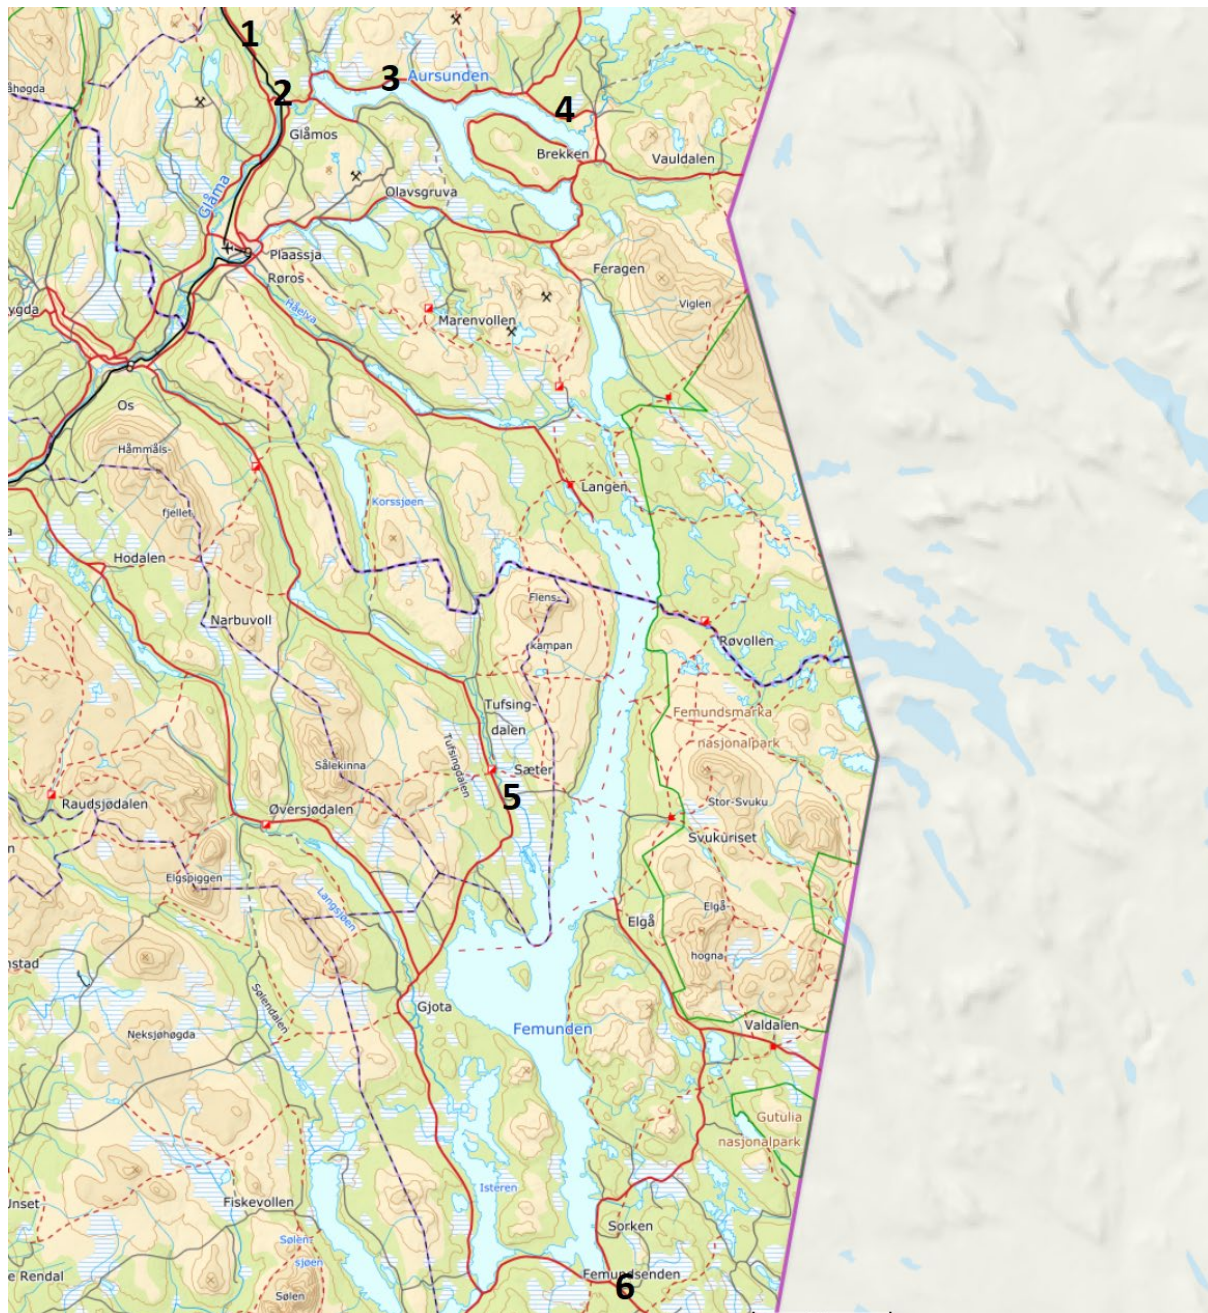 1
3
Aursunden
2
åhøgda
4
Glåmos
Brekken
Vauldalen
Glåma
Olavsgruva
Plaassja
Røros
Feragen
Håelva
Viglen
ygda
Marenvollen
Os
Håmmåls-
fjellet
Korssjøen
Langen
a
Hodalen
Flens-
kampan
Narbuvoll
Røvollen
Tufsing-
dalen
Femundsmarka
nasjonalpark
Tufsingdalen
Sålekinna
Sæter
5
Raudsjødalen
Øversjødalen
Stor-Svuku
Svukuriset
n
Elgspiggen
Langsjøen
Elgå
Elgå-
hogna
nstad
Sølendalen
Gjota
Femunden
Valdalen
Neksjøhøgda
Gutulia
nasjonalpark
Isteren
Unset
Fiskevollen
Sorken
Sølen-
sjøen
e Rendal
Femundsenden
6
Sølen